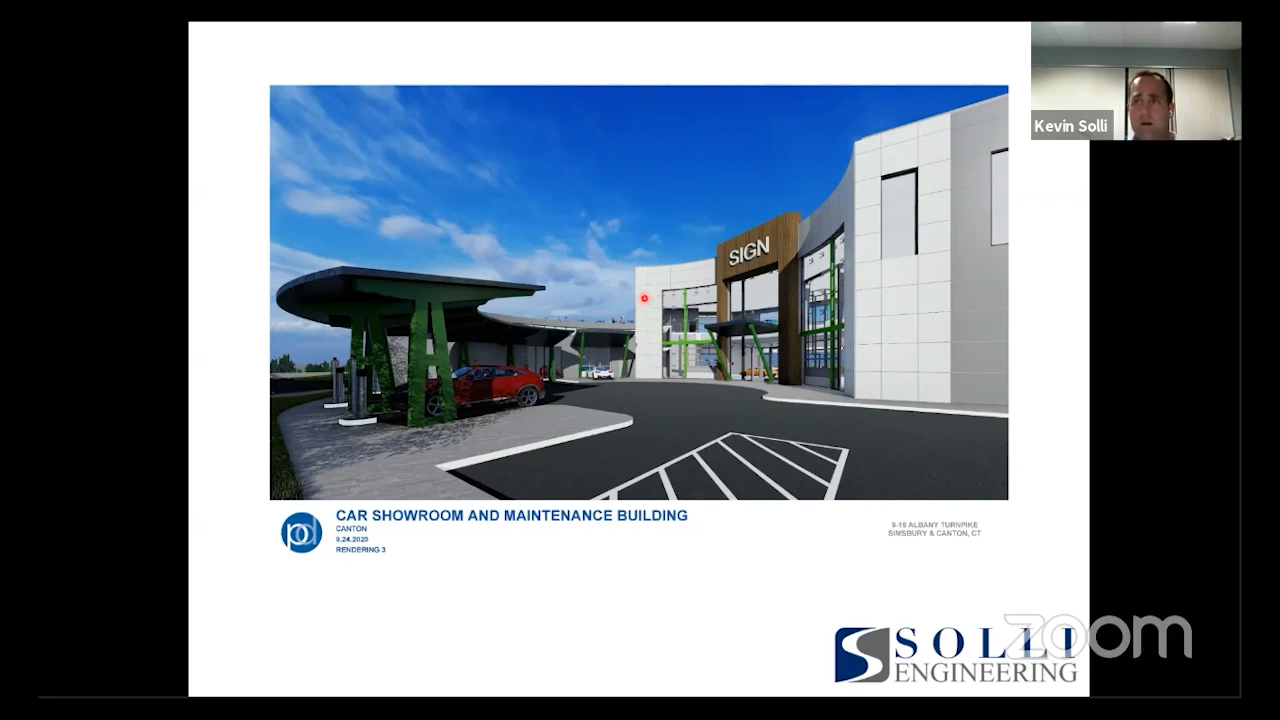 Kevin Solli
SIGN
CAR SHOWROOM AND MAINTENANCE BUILDING
CANTON
9.24.2020
RENDERING 3
pd
9-15 ALBANY TURNPIKE
SIMSBURY & CANTON, CT
SOLLI
ENGINEERING
zoom